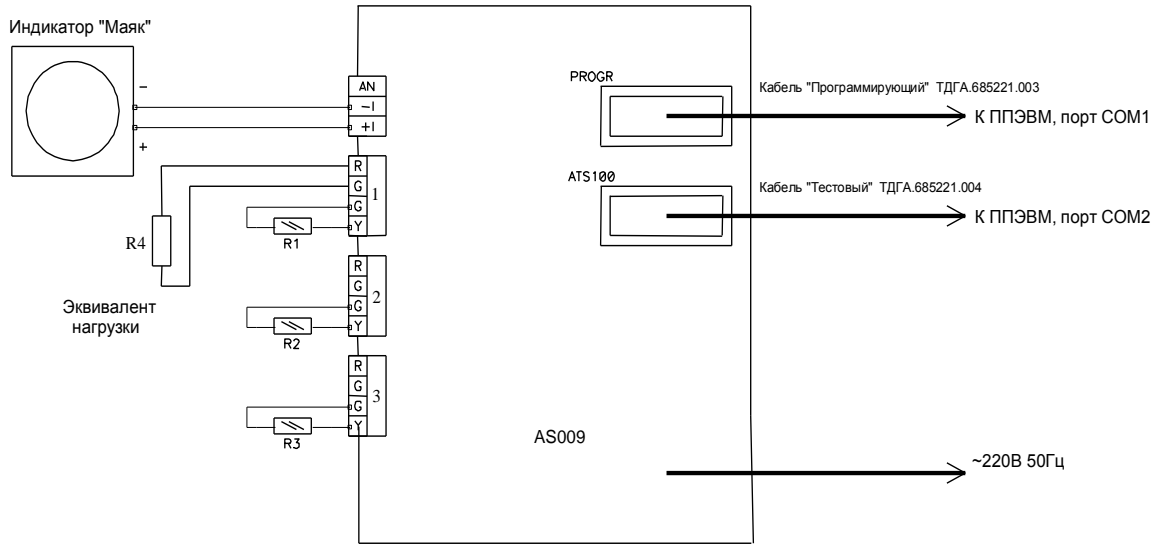 Индикатор "Маяк"
-
+
AN
-I
+I
R
G
G
Y
1
R1
R4
Эквивалент
нагрузки
R
G
G
Y
2
R2
R
G
G
Y
3
R3
PROGR
Кабель "Программирующий" ТДГА.685221.003
К ППЭВМ, порт COM1
ATS100
Кабель "Тестовый" ТДГА.685221.004
К ППЭВМ, порт COM2
AS009
~220В 50Гц